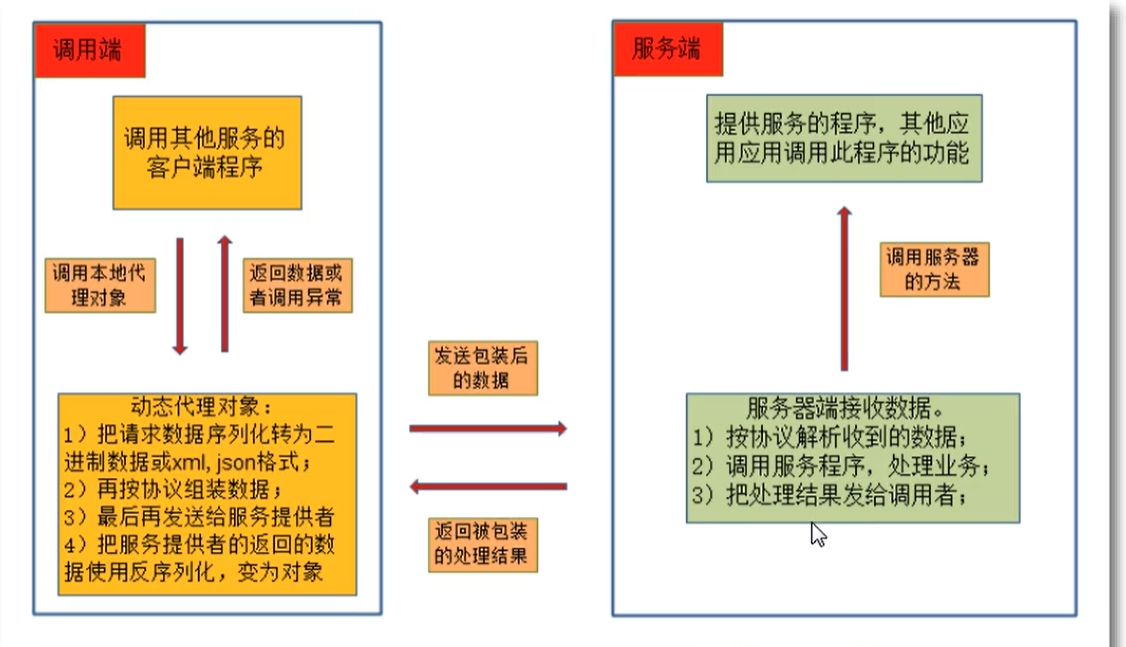 调用端
调用其他服务的
客户端程序
调用本地代
理对象
返回数据或
者调用异常
动态代理对象：
1）把请求数据序列化转为二
进制数据或xml, json格式；
2）再按协议组装数据；
3）最后再发送给服务提供者
4）把服务提供者的返回的数
据使用反序列化，变为对象
发送包装后
的数据
返回被包装
的处理结果
服务端
提供服务的程序，其他应
用应用调用此程序的功能
调用服务器
的方法
服务器端接收数据。
1）按协议解析收到的数据；
2）调用服务程序，处理业务；
3）把处理结果发给调用者；